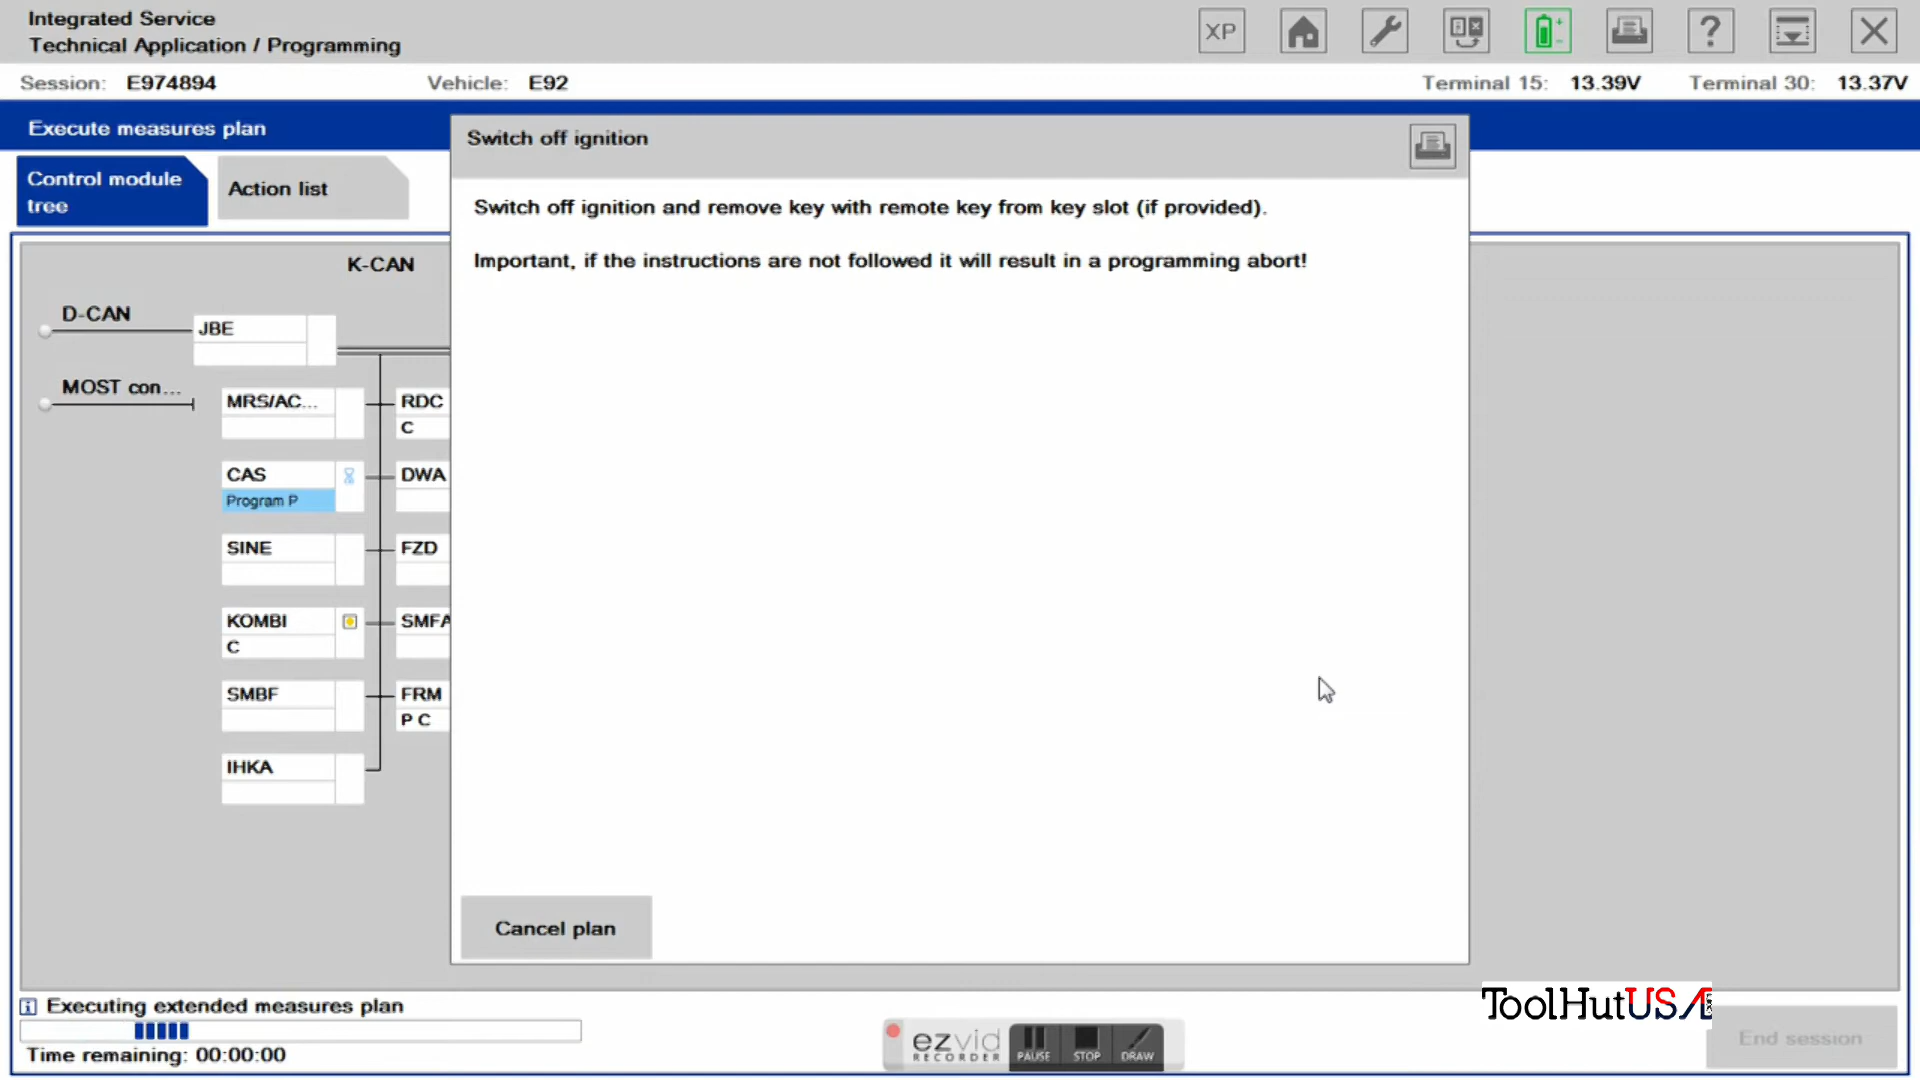 Integrated Service
Technical Application / Programming
XP
Session: E974894 Vehicle: E92 Terminal 15: 13.39V Terminal 30: 13.37V
Execute measures plan
Control module
tree
Action list
Switch off ignition
Switch off ignition and remove key with remote key from key slot (if provided).
Important, if the instructions are not followed it will result in a programming abort!
K-CAN
D-CAN
JBE
MOST con...
MRS/AC...
RDC
C
CAS
Program P
DWA
SINE
FZD
KOMBI
C
SMFA
SMBF
FRM
P C
IHKA
Cancel plan
Executing extended measures plan
Time remaining: 00:00:00
ezvid
RECORDER
PAUSE STOP DRAW
ToolHutUSA
End session